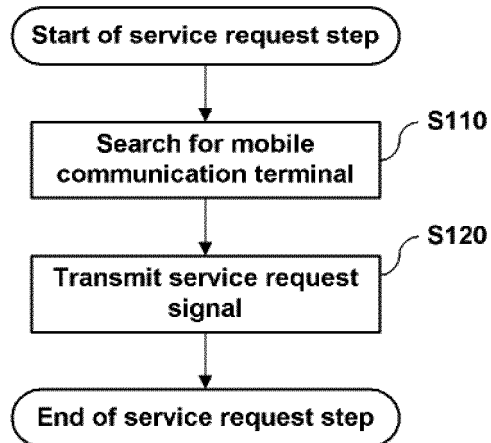 Start of service request step
S110
Search for mobile
communication terminal
S120
Transmit service request
signal
End of service request step